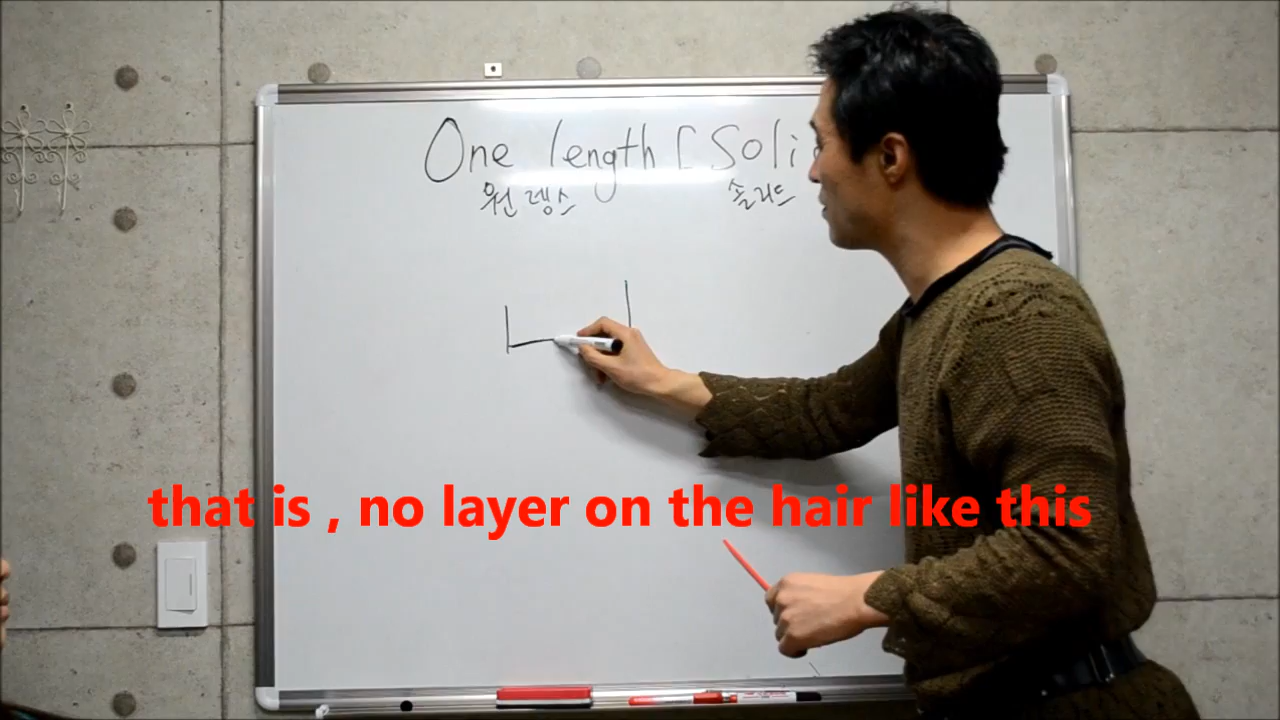 One length [ Soli
원 렝스 솔리드
that is , no layer on the hair like this